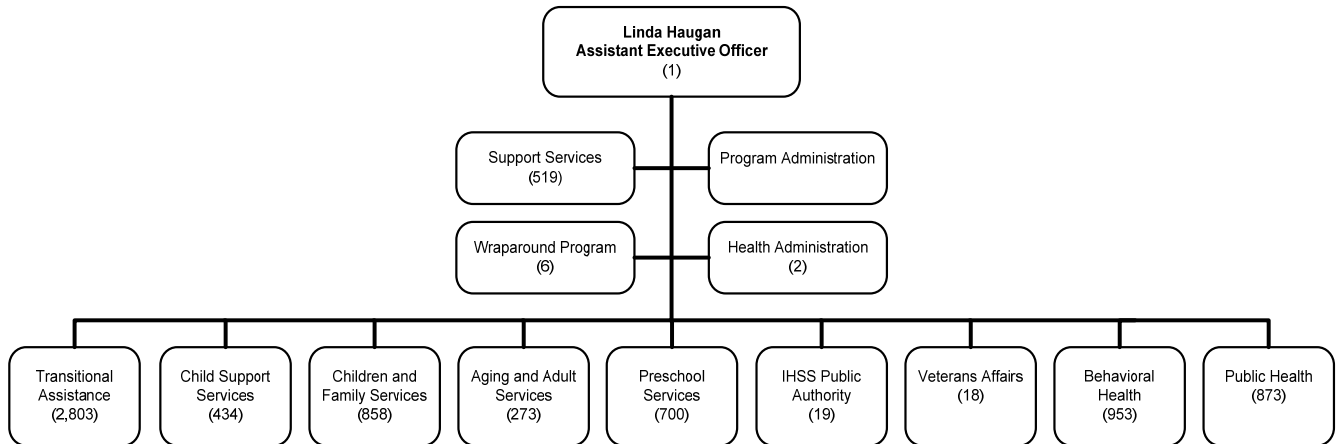 Linda Haugan
Assistant Executive Officer
(1)
Support Services
(519)
Program Administration
Wraparound Program
(6)
Health Administration
(2)
Transitional
Assistance
(2,803)
Child Support
Services
(434)
Children and
Family Services
(858)
Aging and Adult
Services
(273)
Preschool
Services
(700)
IHSS Public
Authority
(19)
Veterans Affairs
(18)
Behavioral
Health
(953)
Public Health
(873)